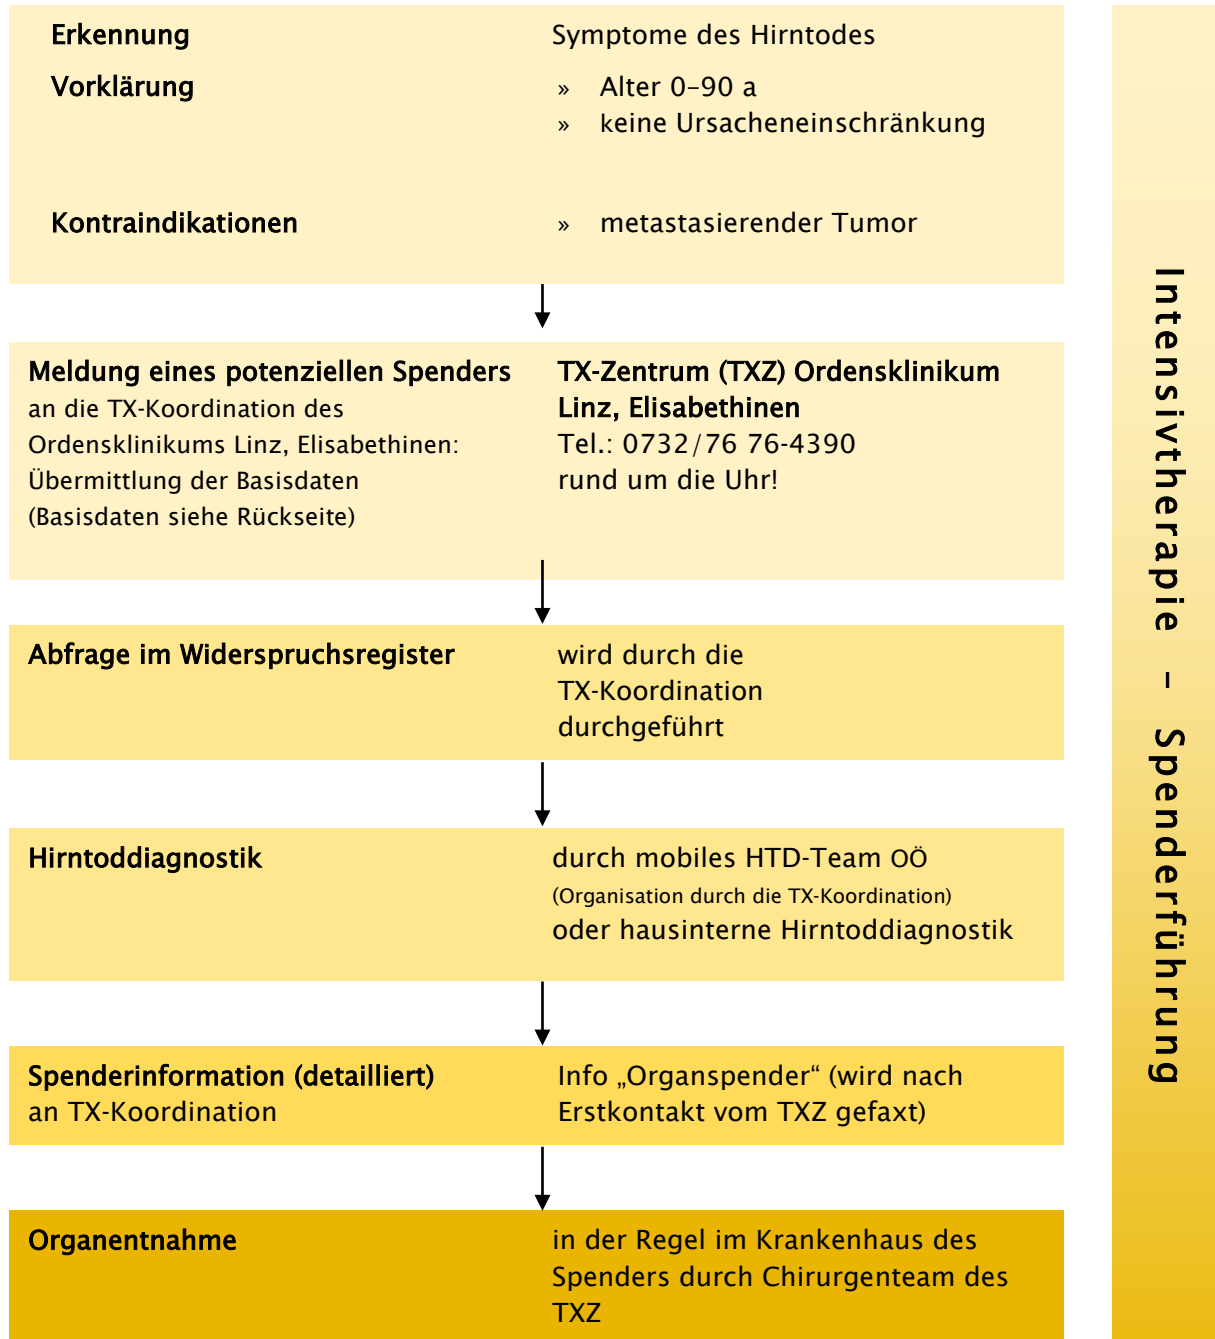 Erkennung
Symptome des Hirntodes
Vorklärung
» Alter 0–90 a
» keine Ursacheneinschränkung
Kontraindikationen
» metastasierender Tumor
Meldung eines potenziellen Spenders
an die TX-Koordination des
Ordensklinikums Linz, Elisabethinen:
Übermittlung der Basisdaten
(Basisdaten siehe Rückseite)
TX-Zentrum (TXZ) Ordensklinikum
Linz, Elisabethinen
Tel.: 0732/76 76-4390
rund um die Uhr!
Abfrage im Widerspruchsregister
wird durch die
TX-Koordination
durchgeführt
Hirntoddiagnostik
durch mobiles HTD-Team OÖ
(Organisation durch die TX-Koordination)
oder hausinterne Hirntoddiagnostik
Spenderinformation (detailliert)
an TX-Koordination
Info „Organspender“ (wird nach
Erstkontakt vom TXZ gefaxt)
Organentnahme
in der Regel im Krankenhaus des
Spenders durch Chirurgenteam des
TXZ
Intensivtherapie – Spenderführung